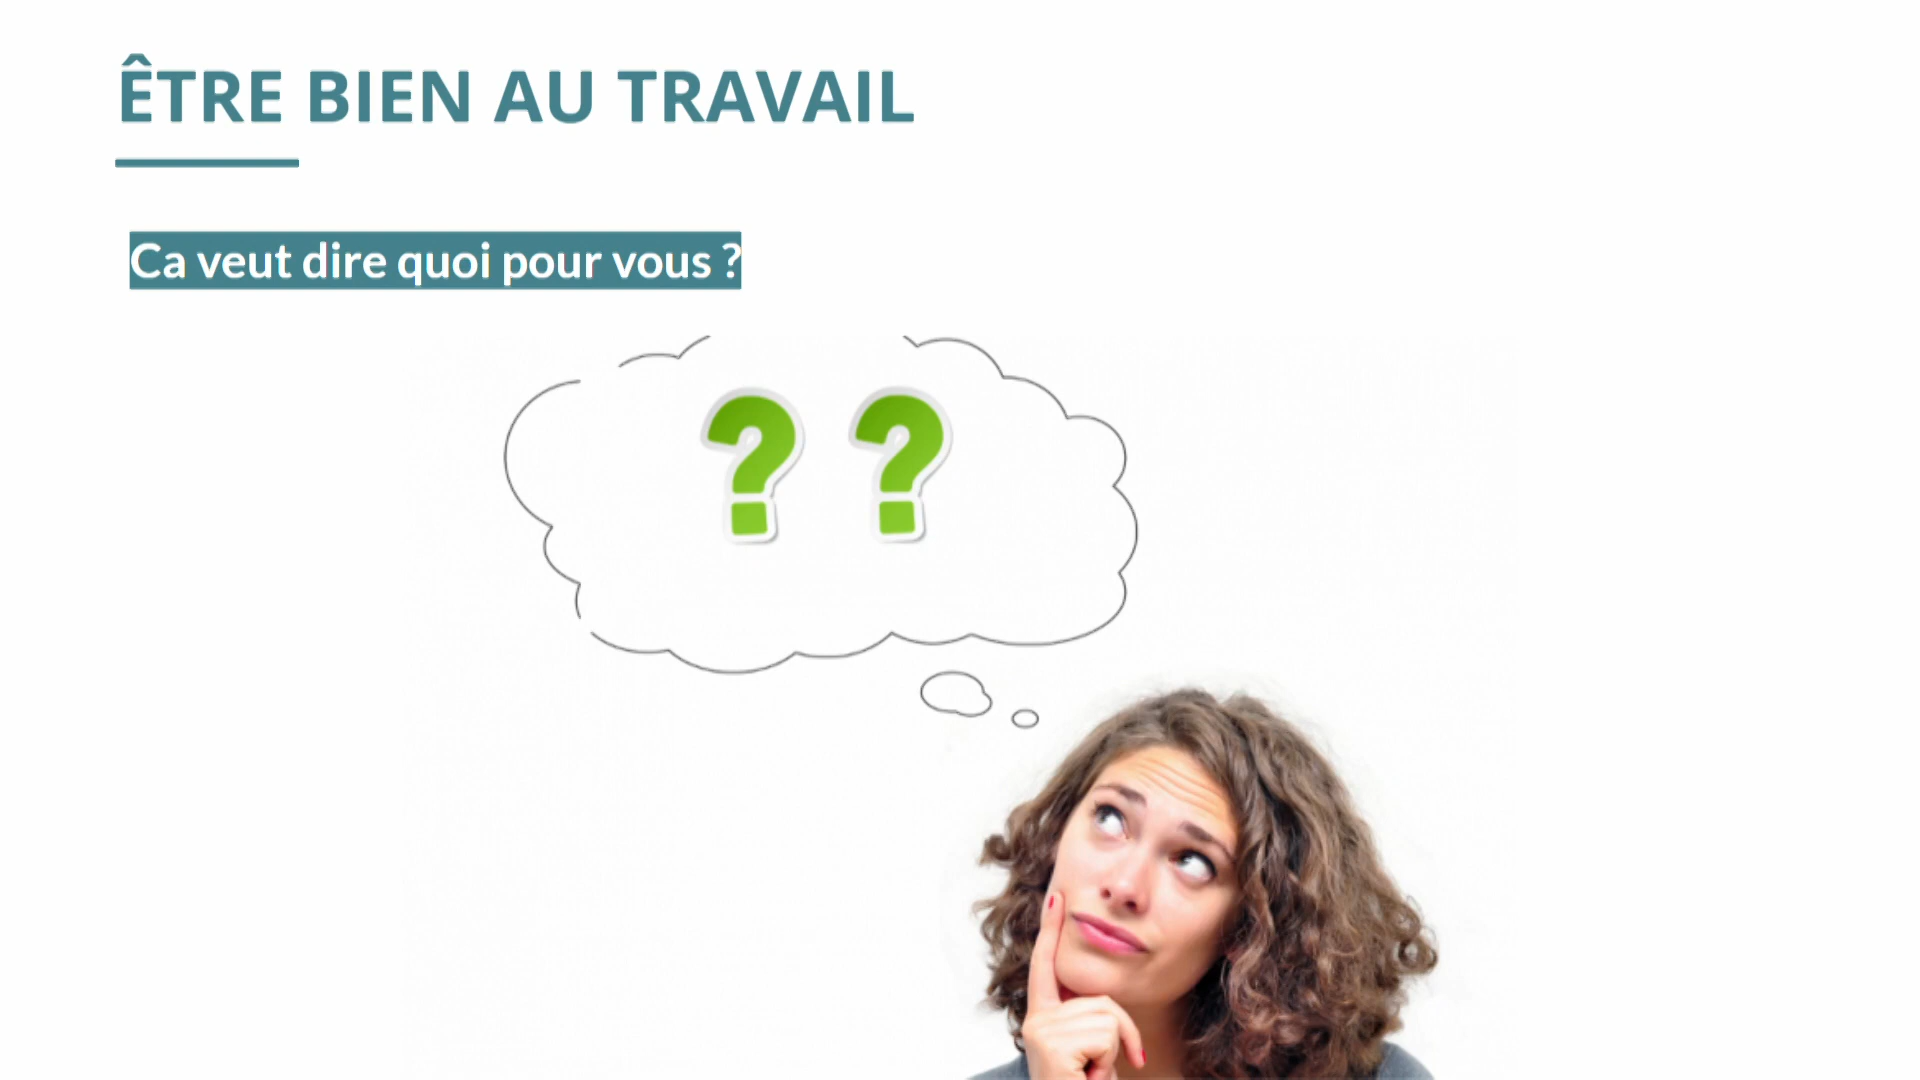 ÊTRE BIEN AU TRAVAIL
Ca veut dire quoi pour vous ?
? ?